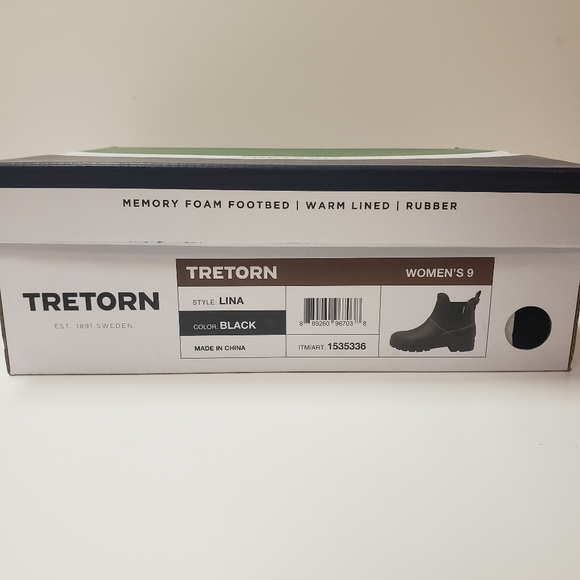 MEMORY FOAM FOOTBED | WARM LINED | RUBBER
TRETORN
EST. 1891 SWEDEN
TRETORN
WOMEN'S 9
STYLE: LINA
COLOR: BLACK
MADE IN CHINA
8 89260 96703 8
ITM/ART: 1535336